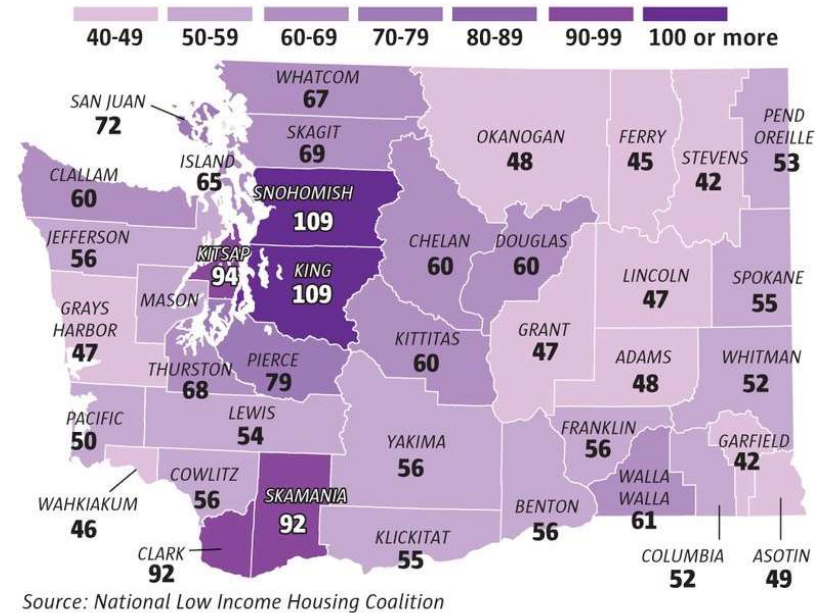 40-49 50-59 60-69 70-79 80-89 90-99 100 or more
WHATCOM
67
SAN JUAN
72
SKAGIT
69
OKANOGAN
48
FERRY
45
STEVENS
42
PEND
OREILLE
53
ISLAND
65
CLALLAM
60
SNOHOMISH
109
JEFFERSON
56
KITSAP
94
KING
109
CHELAN
60
DOUGLAS
60
LINCOLN
47
SPOKANE
55
MASON
GRAYS
HARBOR
47
GRANT
47
KITTITAS
60
ADAMS
48
WHITMAN
52
THURSTON
68
PIERCE
79
PACIFIC
50
LEWIS
54
YAKIMA
56
FRANKLIN
56
GARFIELD
42
WAHKIAKUM
46
COWLITZ
56
SKAMANIA
92
WALLA
WALLA
61
BENTON
56
KLICKITAT
55
CLARK
92
COLUMBIA
52
ASOTIN
49
Source: National Low Income Housing Coalition